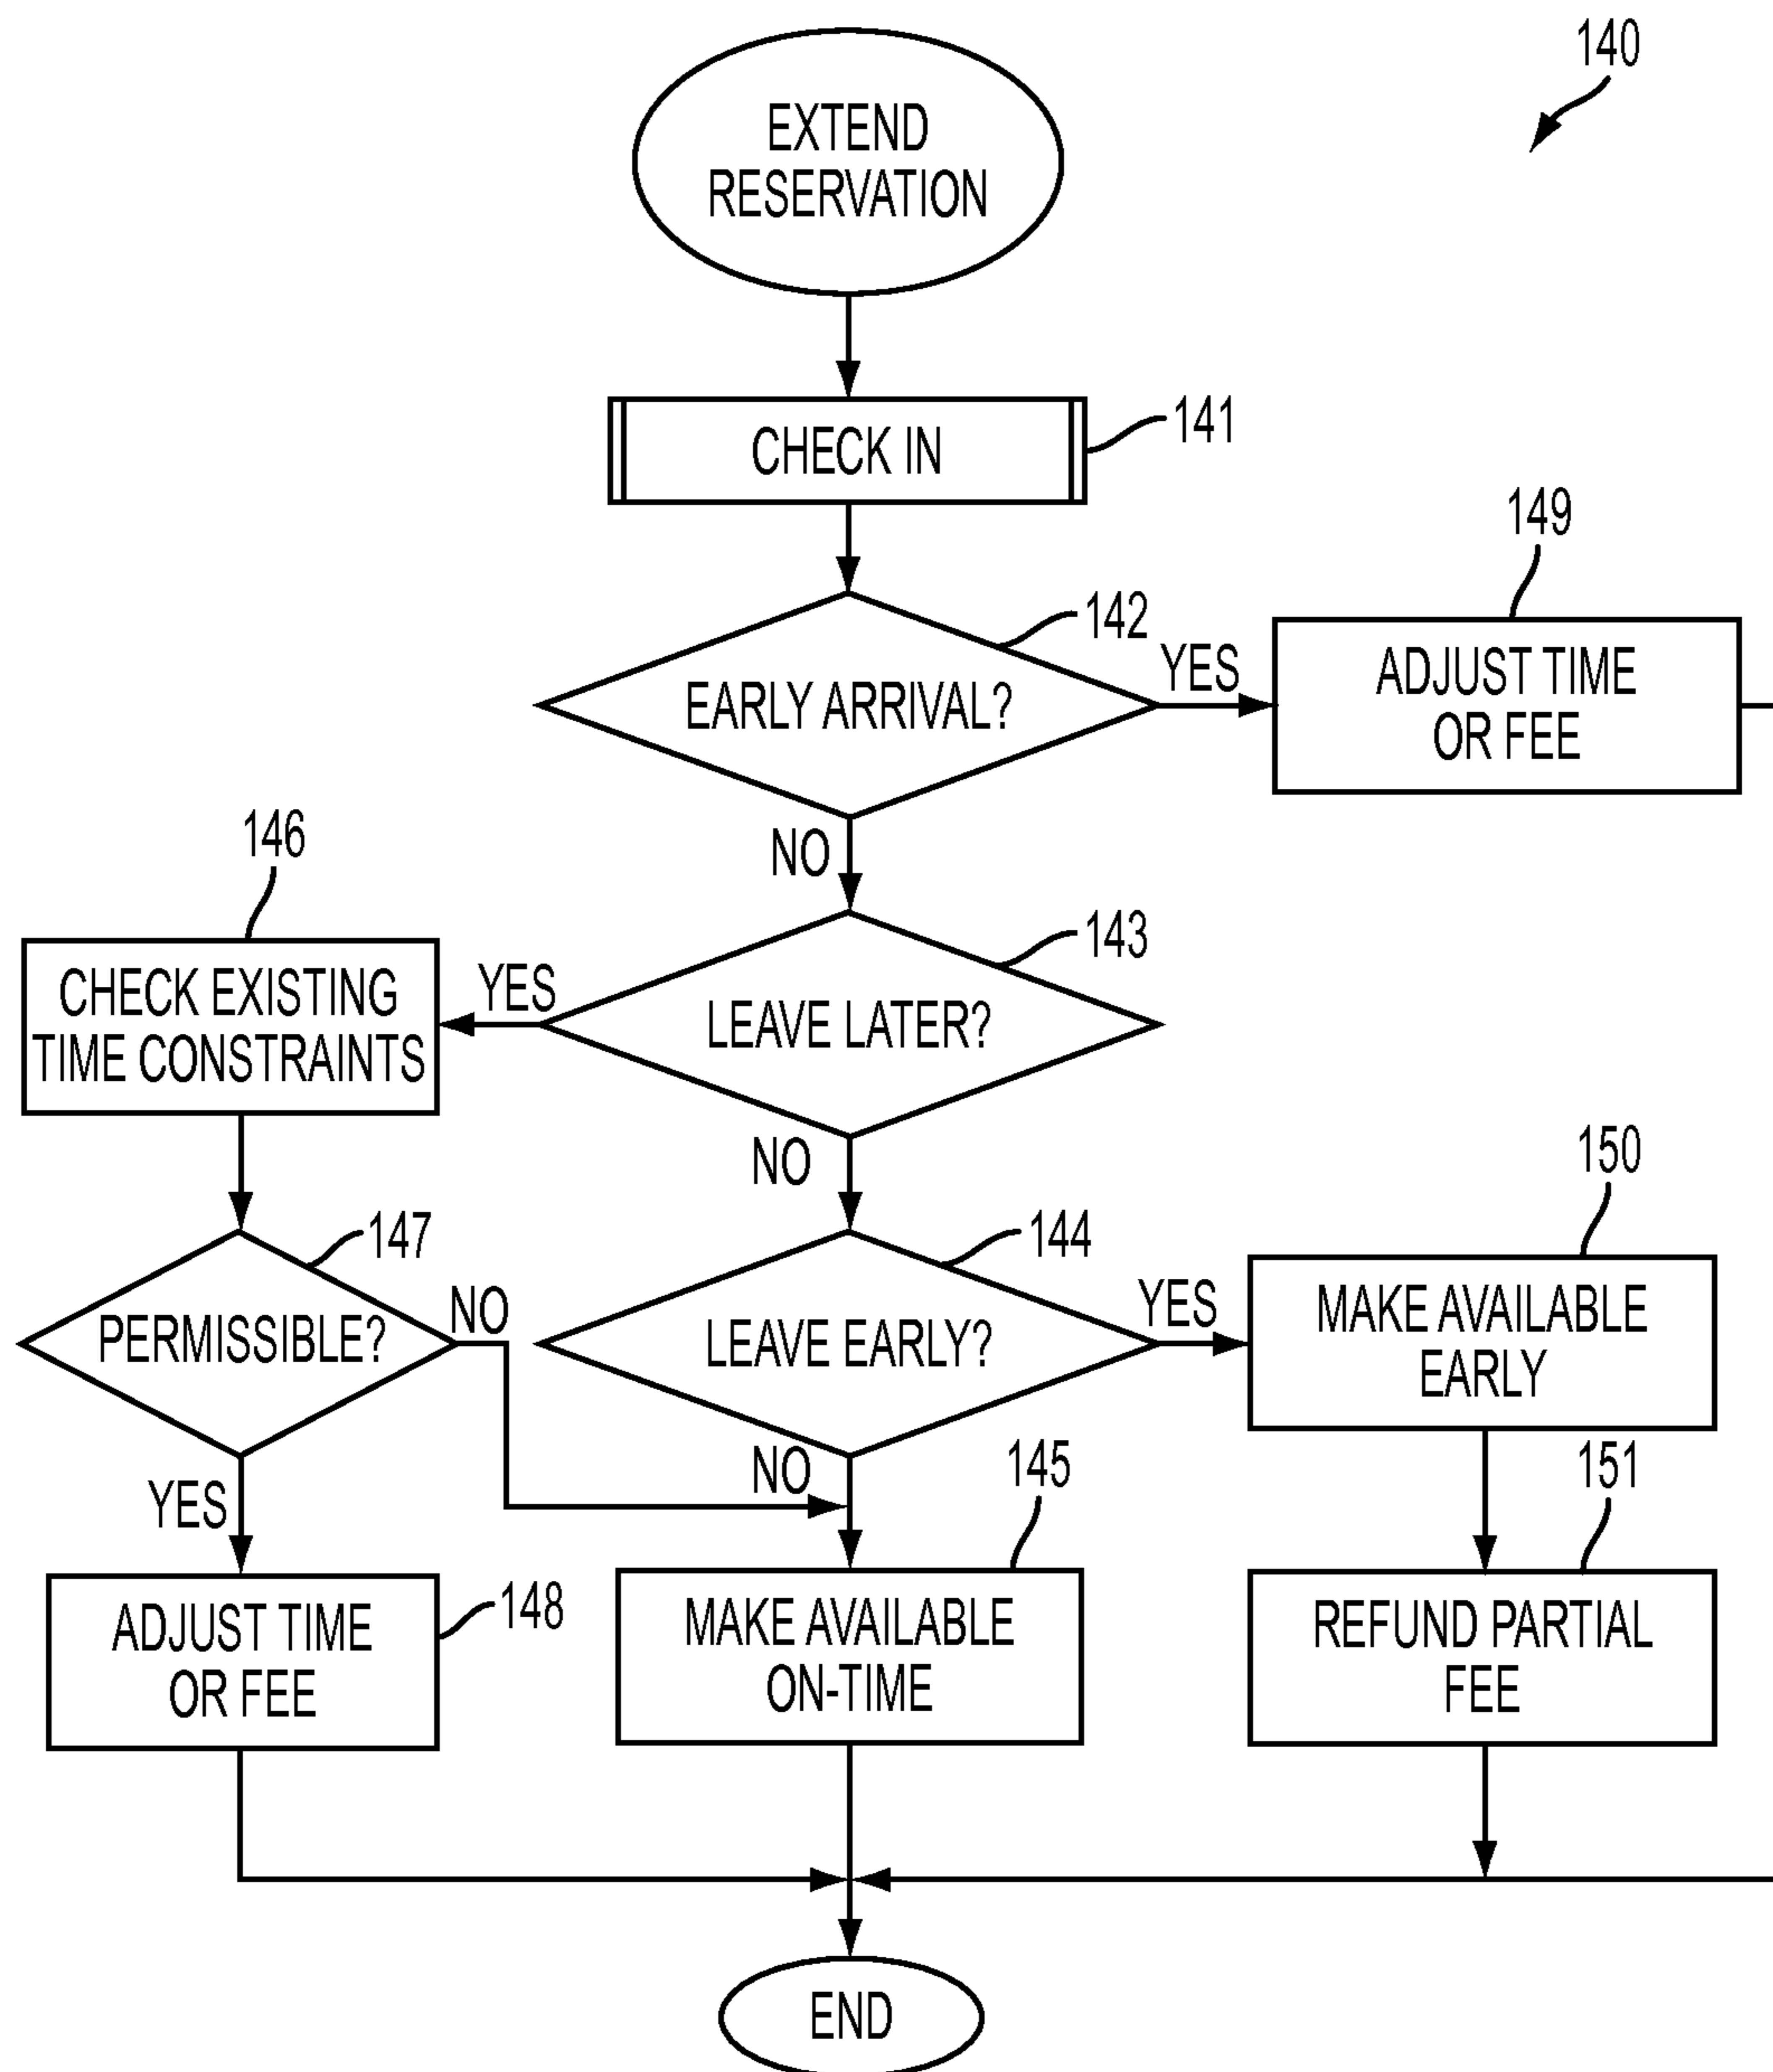 140
EXTEND
RESERVATION
CHECK IN
141
149
142
EARLY ARRIVAL?
YES
ADJUST TIME
OR FEE
NO
146
143
CHECK EXISTING
TIME CONSTRAINTS
YES
LEAVE LATER?
NO
150
147
144
PERMISSIBLE?
NO
LEAVE EARLY?
YES
MAKE AVAILABLE
EARLY
NO
145
151
YES
ADJUST TIME
OR FEE
148
MAKE AVAILABLE
ON-TIME
REFUND PARTIAL
FEE
END